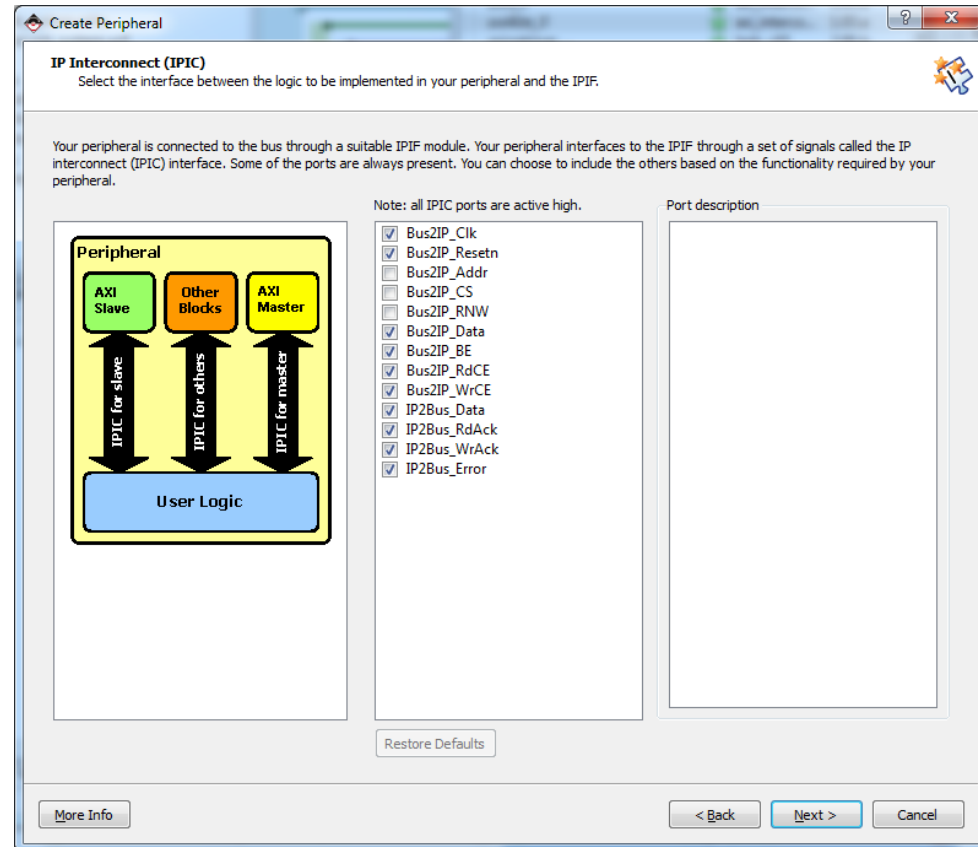 Create Peripheral
?
x
IP Interconnect (IPIC)
Select the interface between the logic to be implemented in your peripheral and the IPIF.
Your peripheral is connected to the bus through a suitable IPIF module. Your peripheral interfaces to the IPIF through a set of signals called the IP
interconnect (IPIC) interface. Some of the ports are always present. You can choose to include the others based on the functionality required by your
peripheral.
Note: all IPIC ports are active high.
Port description
Peripheral
AXI
Slave
Other
Blocks
AXI
Master
IPIC for slave
IPIC for others
IPIC for master
User Logic
Bus2IP_Clk
Bus2IP_Resetn
Bus2IP_Addr
Bus2IP_CS
Bus2IP_RNW
Bus2IP_Data
Bus2IP_BE
Bus2IP_RdCE
Bus2IP_WrCE
IP2Bus_Data
IP2Bus_RdAck
IP2Bus_WrAck
IP2Bus_Error
Restore Defaults
More Info
< Back
Next >
Cancel